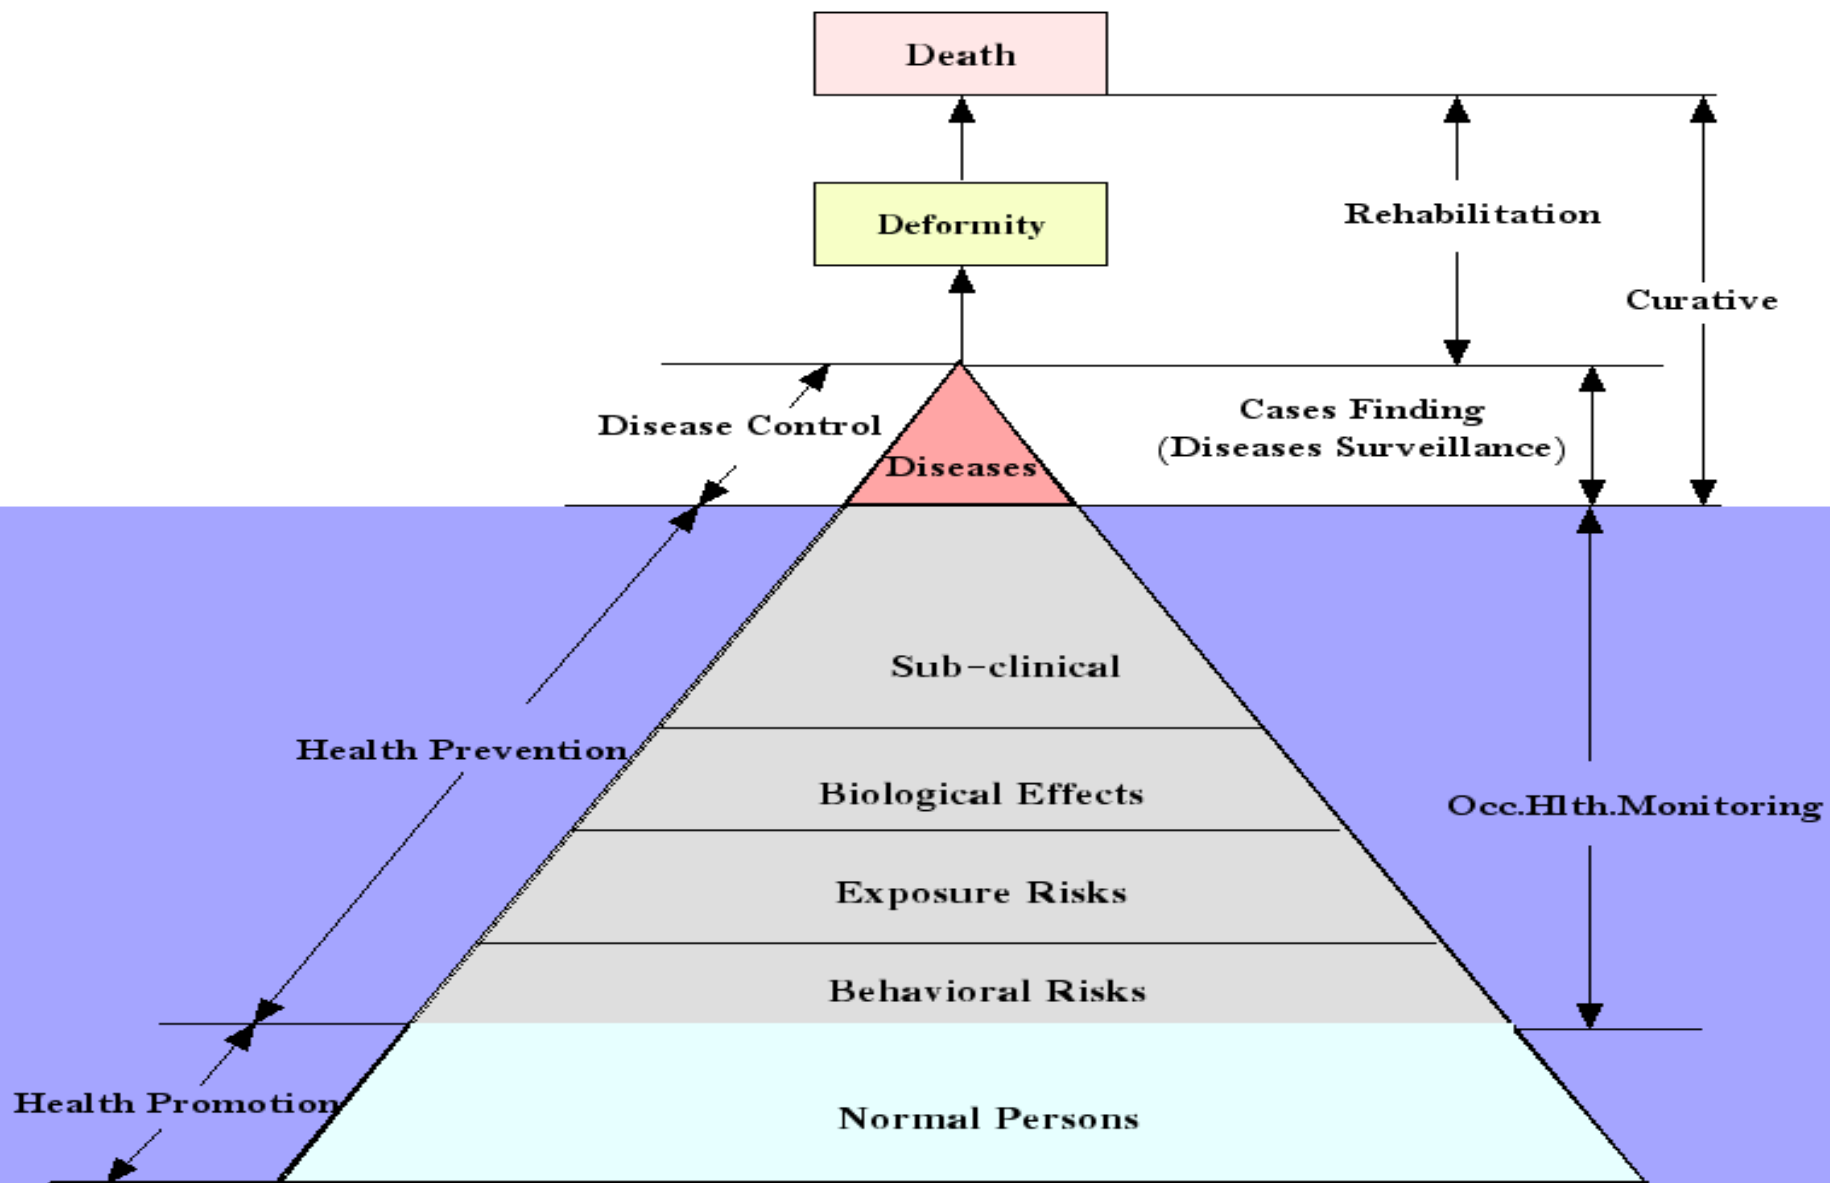 Death
Deformity
Rehabilitation
Curative
Disease Control
Cases Finding
(Diseases Surveillance)
Diseases
Sub-clinical
Health Prevention
Biological Effects
Occ.Hlth.Monitoring
Exposure Risks
Behavioral Risks
Health Promotion
Normal Persons